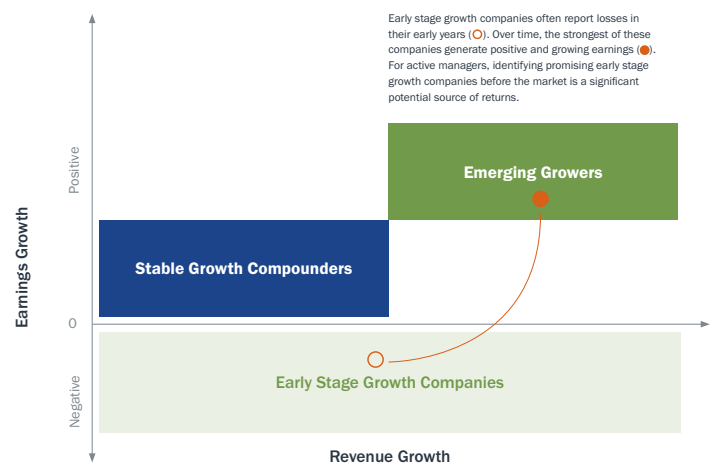 Early stage growth companies often report losses in
their early years (). Over time, the strongest of these
companies generate positive and growing earnings ().
For active managers, identifying promising early stage
growth companies before the market is a significant
potential source of returns.
Positive
Emerging Growers
Earnings Growth
Stable Growth Compounders
0
Negative
Early Stage Growth Companies
Revenue Growth